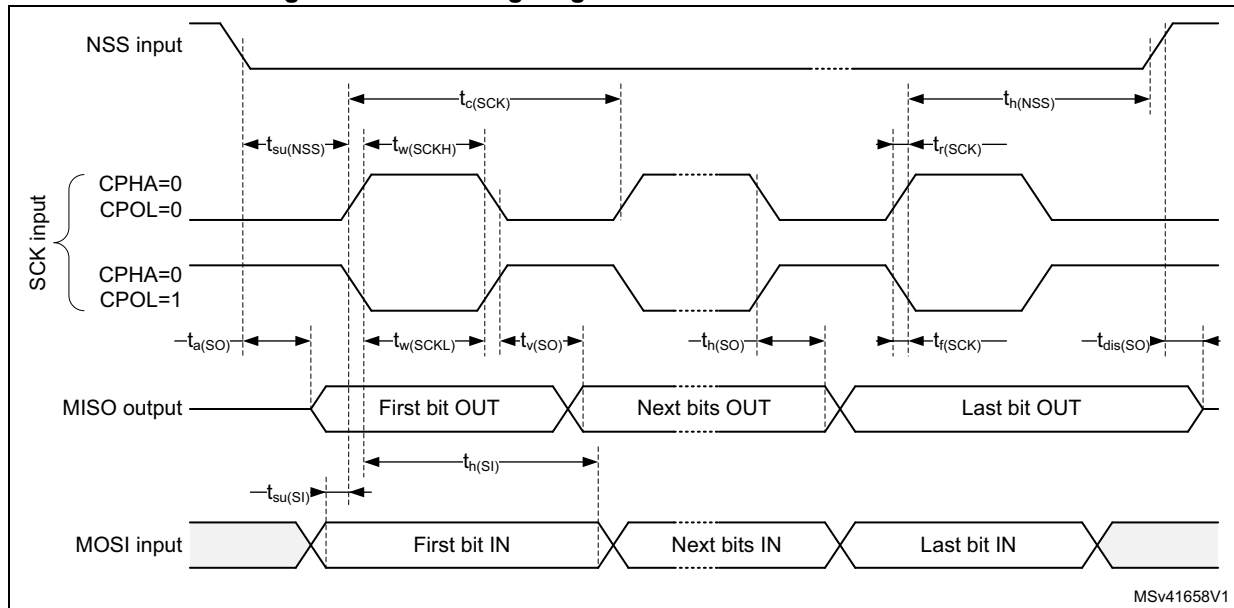 NSS input
tc(SCK)
th(NSS)
tsu(NSS)
tw(SCKH)
tr(SCK)
SCK input
CPHA=0
CPOL=0
CPHA=0
CPOL=1
ta(SO)
tw(SCKL)
tv(SO)
th(SO)
tf(SCK)
tdis(SO)
MISO output
First bit OUT
Next bits OUT
Last bit OUT
th(SI)
tsu(SI)
MOSI input
First bit IN
Next bits IN
Last bit IN
MSv41658V1